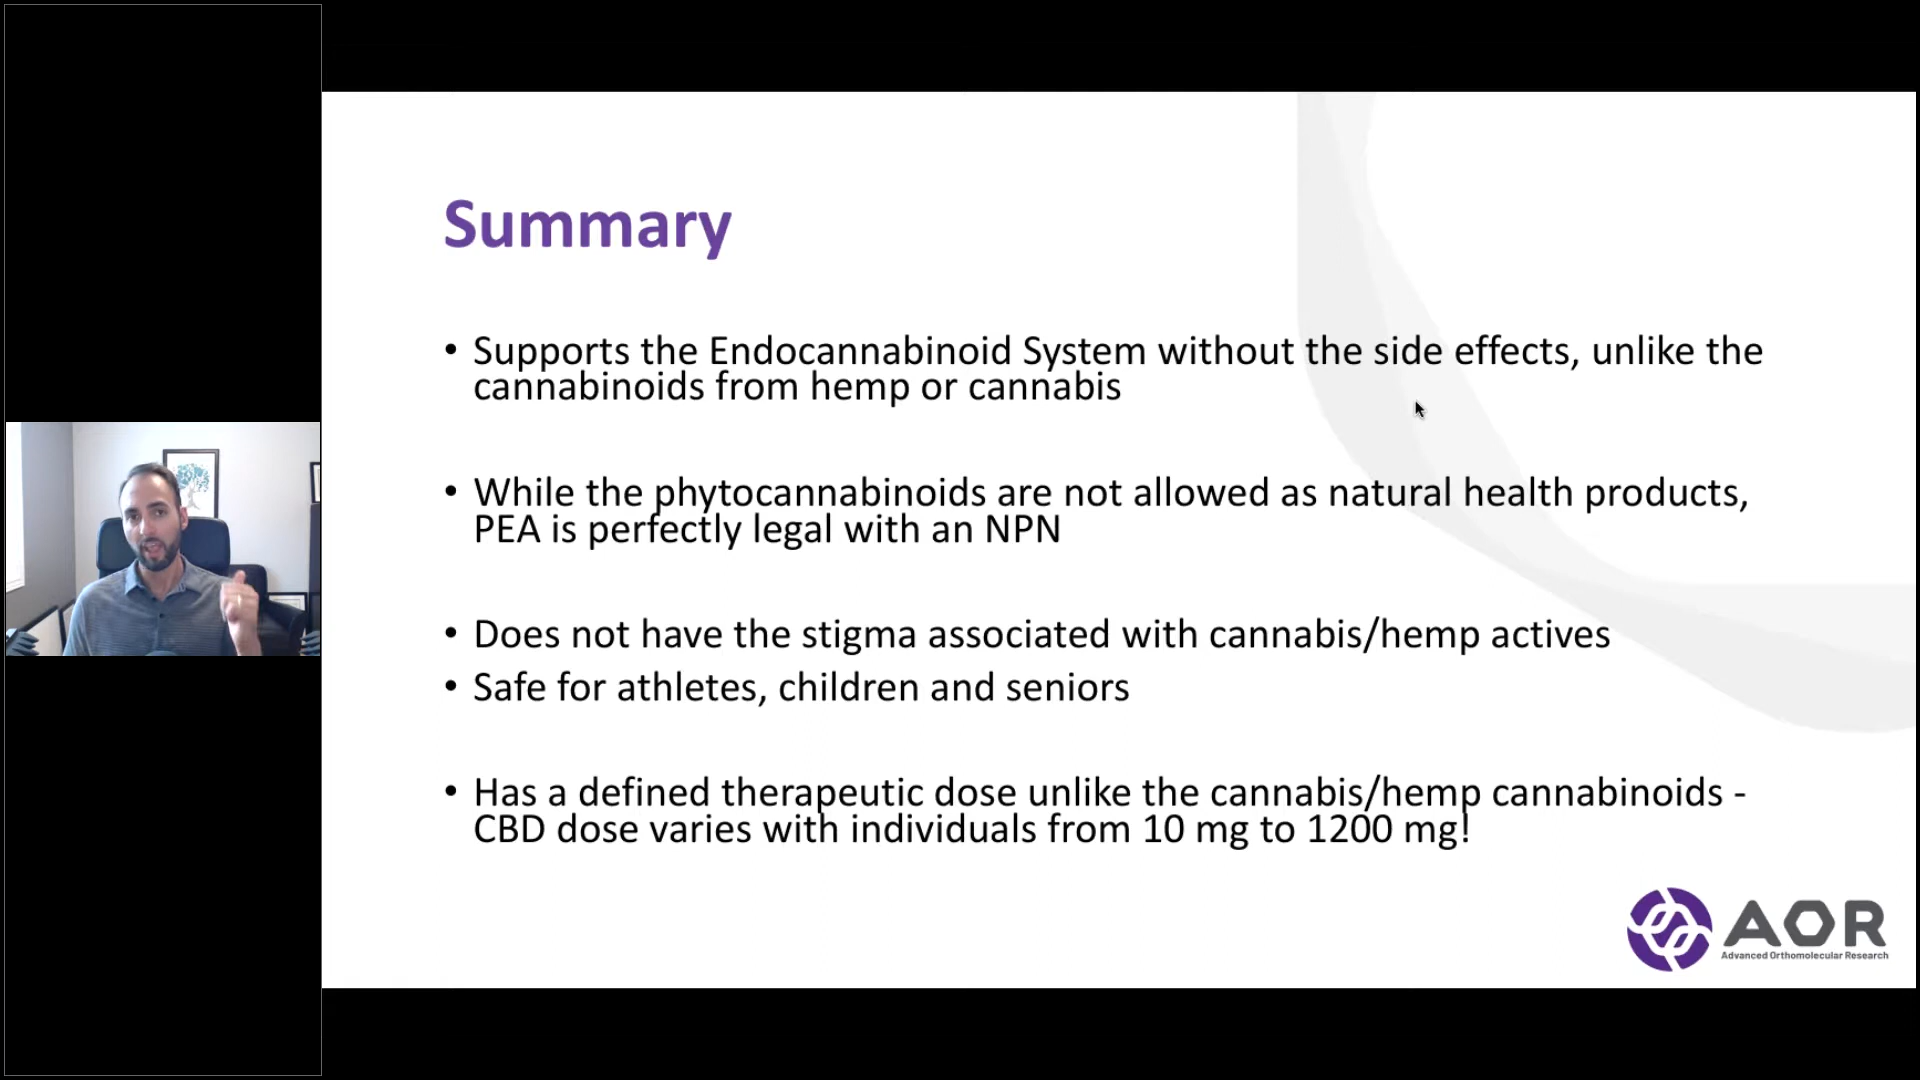 Summary
• Supports the Endocannabinoid System without the side effects, unlike the
cannabinoids from hemp or cannabis
• While the phytocannabinoids are not allowed as natural health products,
PEA is perfectly legal with an NPN
• Does not have the stigma associated with cannabis/hemp actives
• Safe for athletes, children and seniors
• Has a defined therapeutic dose unlike the cannabis/hemp cannabinoids -
CBD dose varies with individuals from 10 mg to 1200 mg!
AOR
Advanced Orthomolecular Research